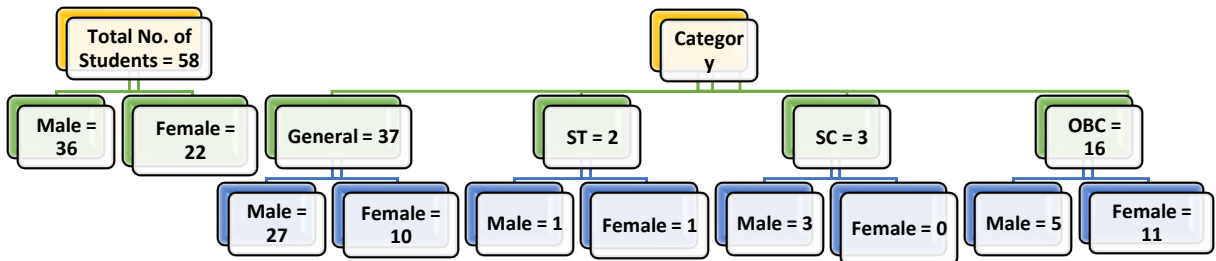 Total No. of
Students = 58
Categor
y
Male =
36
Female =
22
General = 37
ST = 2
SC = 3
OBC =
16
Male =
27
Female =
10
Male = 1
Female = 1
Male = 3
Female = 0
Male = 5
Female =
11